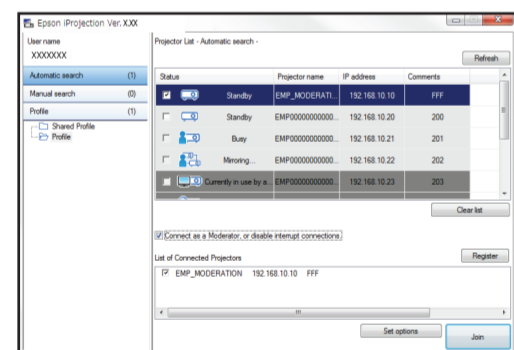 Epson iProjection Ver. X.XX
User name
XXXXXXX
Projector List - Automatic search -
Refresh
Automatic search (1)
Manual search (0)
Profile (1)
Shared Profile
Profile
Status Projector name IP address Comments
Standby EMP_MODERATI... 192.168.10.10 FFF
Standby EMP00000000000... 192.168.10.20 200
Busy EMP00000000000... 192.168.10.21 201
Mirroring... EMP00000000000... 192.168.10.22 202
Currently in use by a... EMP00000000000... 192.168.10.23 203
Clear list
Connect as a Moderator, or disable interrupt connections.
List of Connected Projectors
Register
EMP_MODERATION 192.168.10.10 FFF
Set options
Join